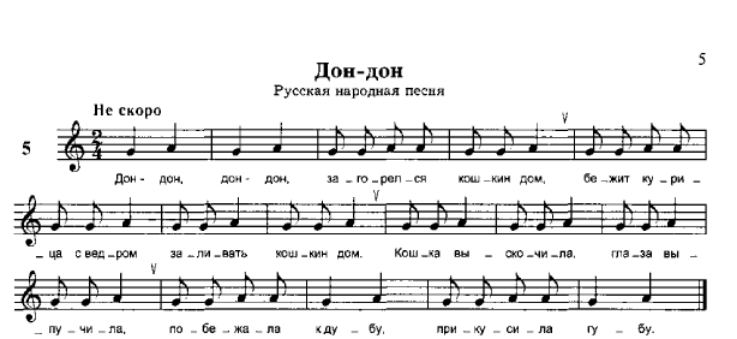 5
Дон-дон
Русская народная песня
Не скоро
5
2
4
Дон - дон, дон - дон, за _ го _ рел _ ся кош _ кин дом, бе _ жит ку _ ри _
_ ца с вед _ ром за _ ли _ вать кош _ кин дом. Кош _ ка вы _ ско _ чи _ ла, гла _ за вы _
_ пу _ чи _ ла, по _ бе _ жа _ ла к ду _ бу, при _ ку _ си _ ла гу _ бу.